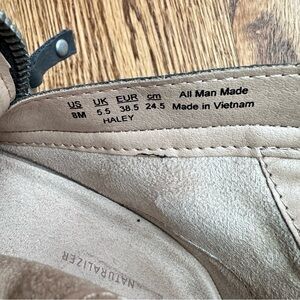 US UK EUR cm All Man Made
8M 5.5 38.5 24.5 Made in Vietnam
HALEY
NATURALIZER